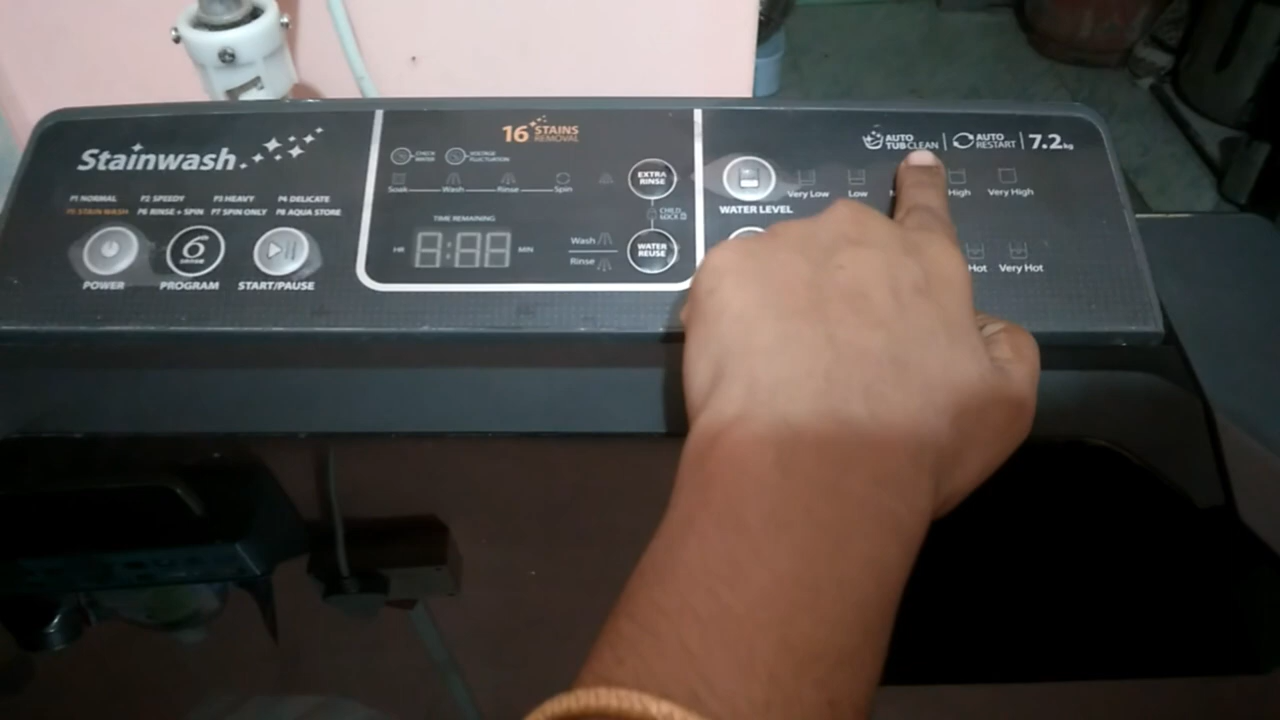 Stainwash
P1 NORMAL P2 SPEEDY P3 HEAVY P4 DELICATE
P5 STAIN WASH P6 RINSE + SPIN P7 SPIN ONLY P8 AQUA STORE
POWER PROGRAM START/PAUSE
16 STAINS
REMOVAL
CHECK
WATER
VOLTAGE
FLUCTUATION
Soak Wash Rinse Spin
EXTRA
RINSE
CHILD
LOCK
TIME REMAINING
HR 8:88 MIN
Wash
Rinse
WATER
REUSE
AUTO
TUB CLEAN
AUTO
RESTART
7.2kg
WATER LEVEL
Very Low Low High Very High
Hot Very Hot